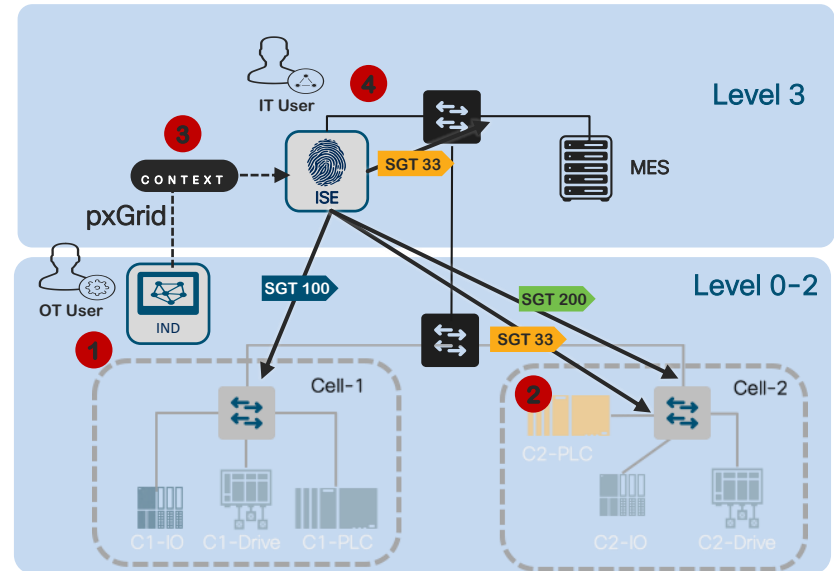 Level 3
4
IT User
3
SGT 33
MES
CONTEXT
ISE
pxGrid
Level 0-2
OT User
SGT 100
SGT 200
IND
SGT 33
1
Cell-1
2
Cell-2
C2-PLC
C1-IO
C1-Drive
C1-PLC
C2-IO
C2-Drive